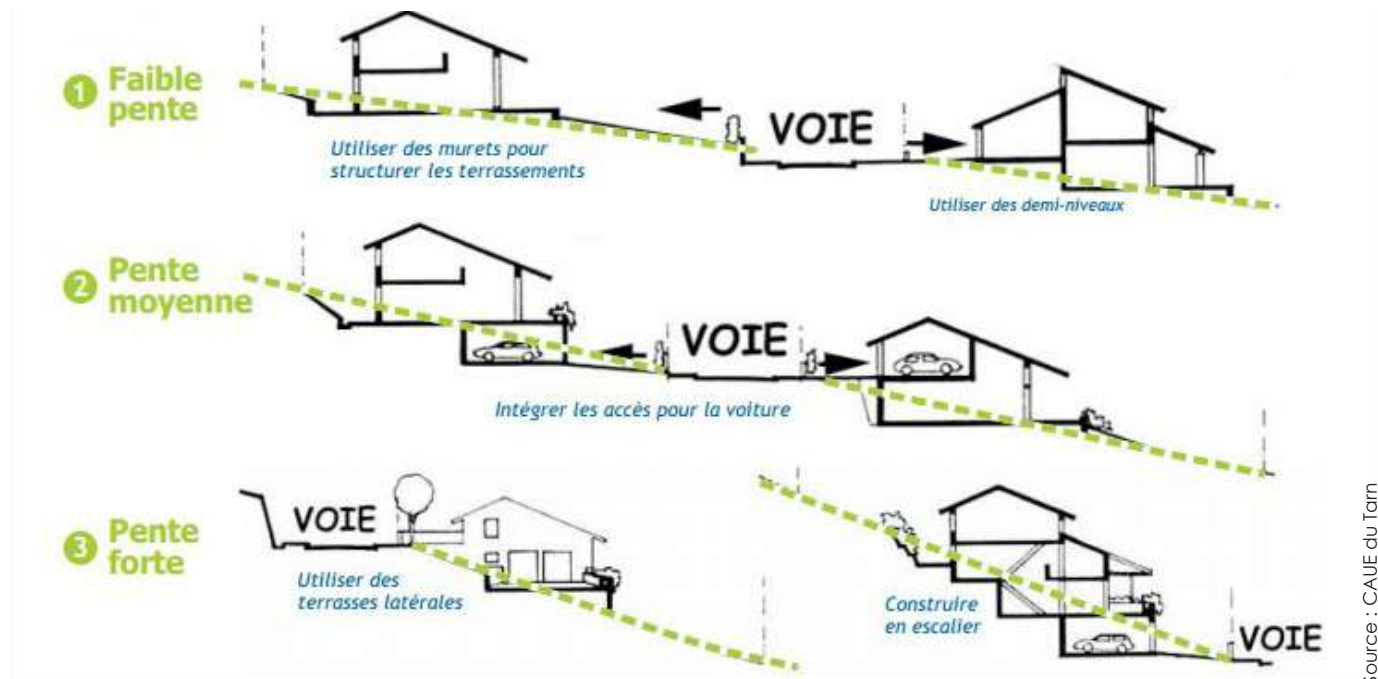 1 Faible
pente
Utiliser des murets pour
structurer les terrassements
VOIE
Utiliser des demi-niveaux
2 Pente
moyenne
VOIE
Intégrer les accès pour la voiture
3 Pente
forte
VOIE
Utiliser des
terrasses latérales
Construire
en escalier
VOIE
Source : CAUE du Tarn